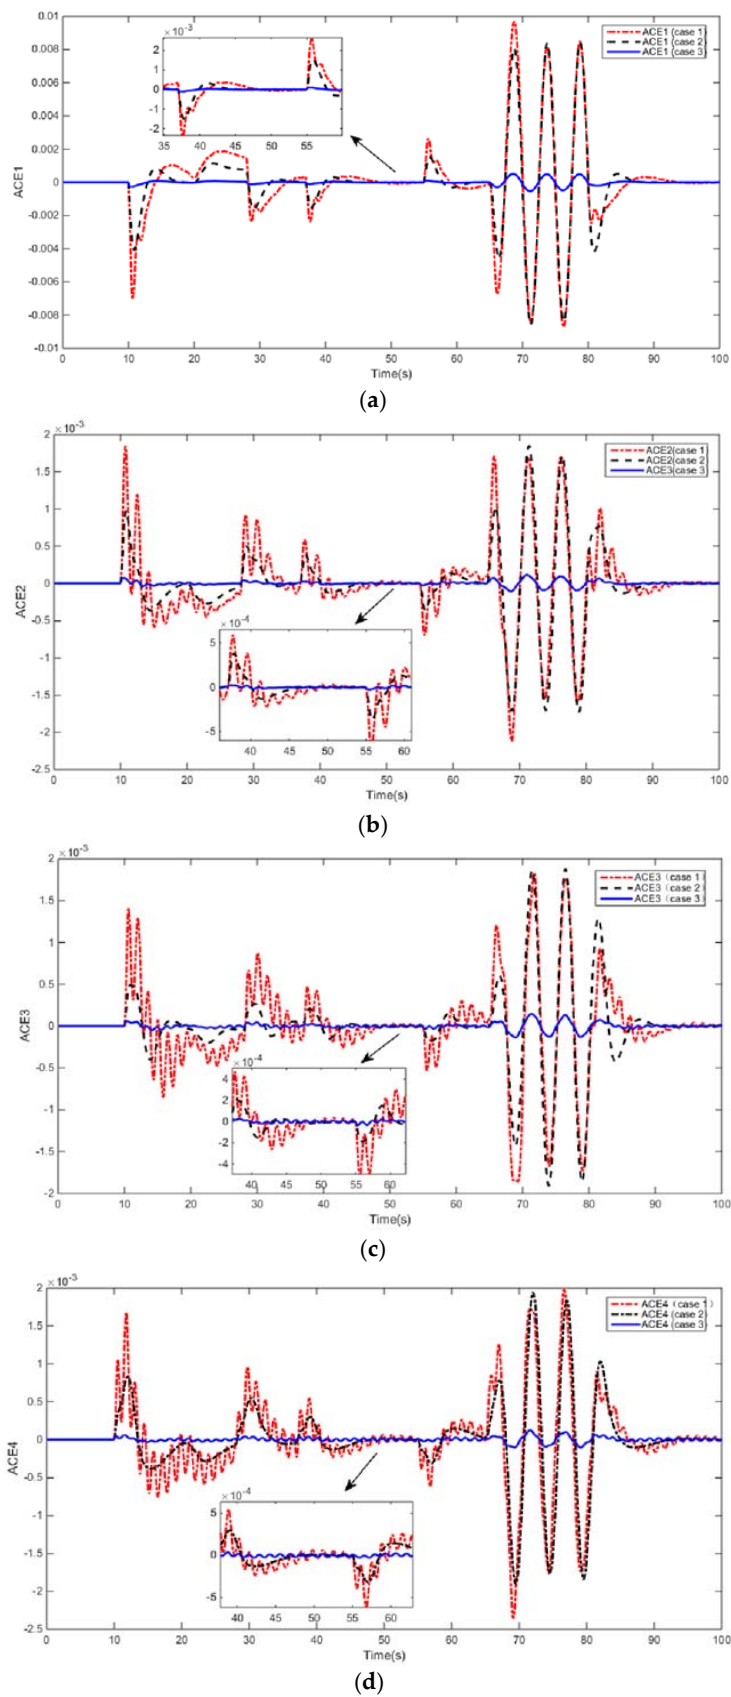 0.01
0.008
0.006
0.004
0.002
0
-0.002
-0.004
-0.006
-0.008
-0.01
ACE1
×10⁻³
2
1
0
-1
-2
35 40 45 50 55
ACE1 (case 1)
ACE1 (case 2)
ACE1 (case 3)
0 10 20 30 40 50 60 70 80 90 100
Time(s)
(a)
×10⁻³
2
1.5
1
0.5
0
-0.5
-1
-1.5
-2
-2.5
ACE2
ACE2(case 1)
ACE2(case 2)
ACE3(case 3)
×10⁻⁴
5
0
-5
40 45 50 55 60
0 10 20 30 40 50 60 70 80 90 100
Time(s)
(b)
×10⁻³
2
1.5
1
0.5
0
-0.5
-1
-1.5
-2
ACE3
ACE3 (case 1)
ACE3 (case 2)
ACE3 (case 3)
×10⁻⁴
4
2
0
-2
-4
40 45 50 55 60
0 10 20 30 40 50 60 70 80 90 100
Time(s)
(c)
×10⁻³
2
1.5
1
0.5
0
-0.5
-1
-1.5
-2
-2.5
ACE4
ACE4 (case 1)
ACE4 (case 2)
ACE4 (case 3)
×10⁻⁴
5
0
-5
40 45 50 55 60
0 10 20 30 40 50 60 70 80 90 100
Time(s)
(d)